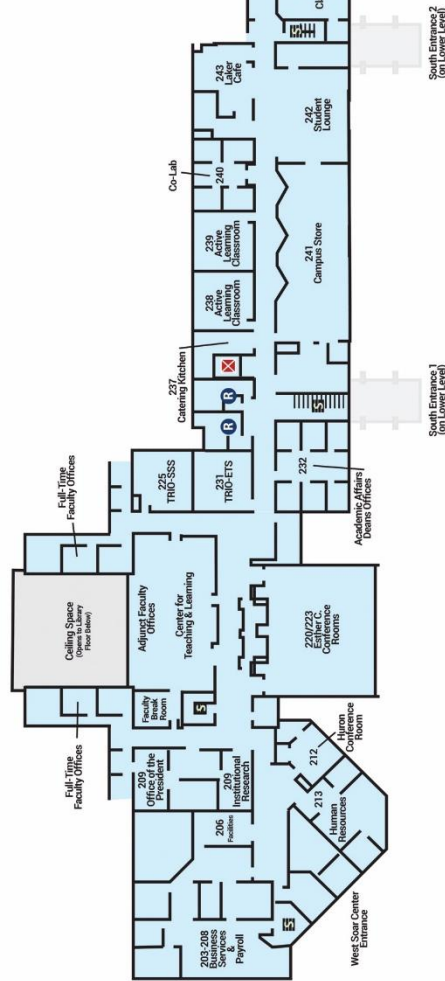 Cl
S
South Entrance 2
(on Lower Level)
243
Laker
Cafe
242
Student
Lounge
Co-Lab
240
239
Active
Learning
Classroom
241
Campus Store
238
Active
Learning
Classroom
237
Catering Kitchen
R
R
S
South Entrance 1
(on Lower Level)
Full-Time
Faculty Offices
225
TRIO-SSS
231
TRIO-ETS
232
Academic Affairs
Deans Offices
Ceiling Space
(Opens to Library
Floor Below)
Adjunct Faculty
Offices
Center for
Teaching & Learning
220/223
Esther C.
Conference
Rooms
Faculty
Break
Room
S
Full-Time
Faculty Offices
209
Office of the
President
209
Institutional
Research
212
Huron
Conference
Room
206
Facilities
213
Human
Resources
203-208
Business
Services
&
Payroll
S
West Soar Center
Entrance